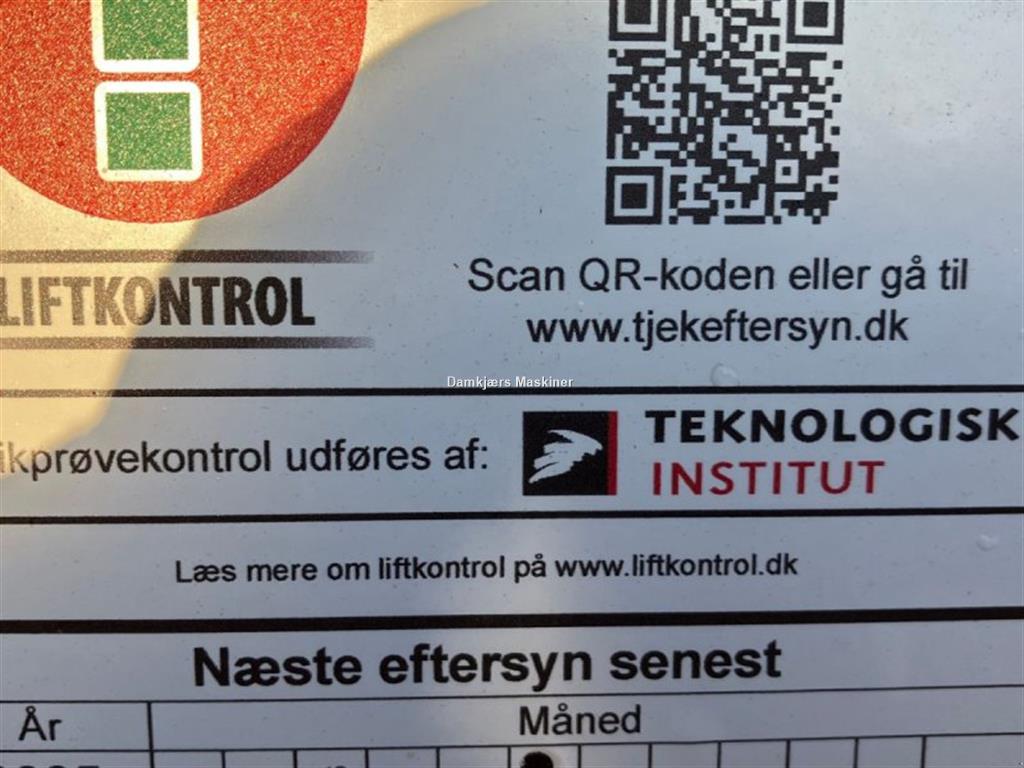 Scan QR-koden eller gå til
www.tjekeftersyn.dk
LIFTKONTROL
Damkjærs Maskiner
ikprøvekontrol udføres af:
TEKNOLOGISK
INSTITUT
Læs mere om liftkontrol på www.liftkontrol.dk
Næste eftersyn senest
År
Måned